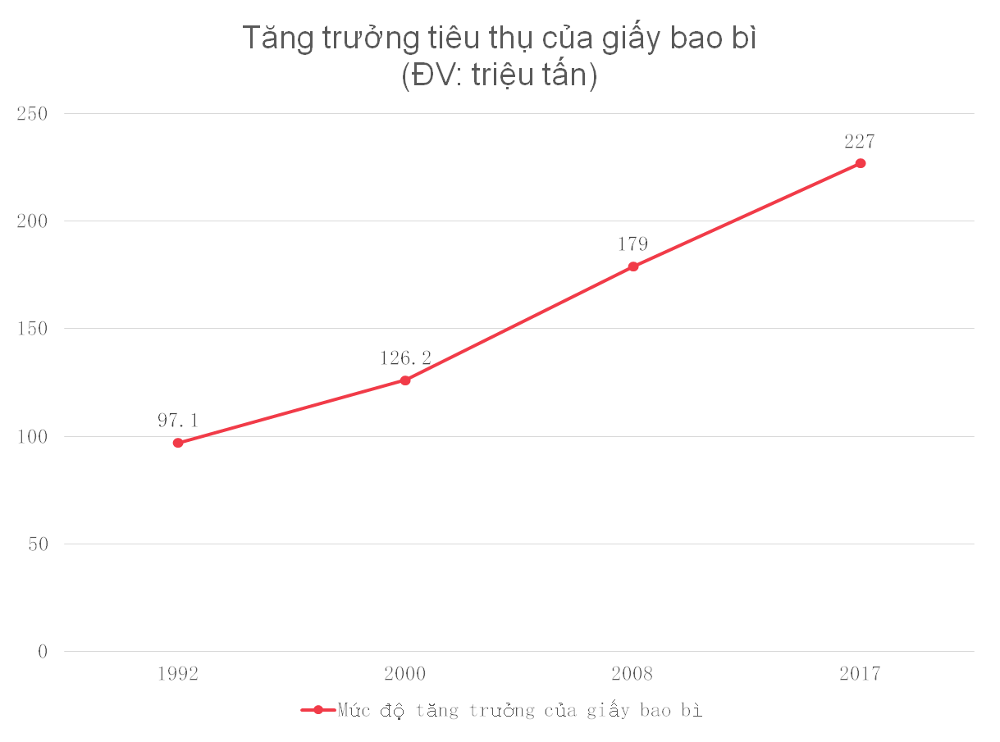 Tăng trưởng tiêu thụ của giấy bao bì
(ĐV: triệu tấn)
250
227
200
179
150
126.2
97.1
100
50
0
1992 2000 2008 2017
Mức độ tăng trưởng của giấy bao bì